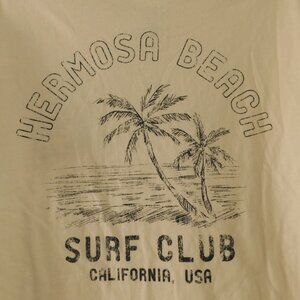 HERMOSA BEACH
SURF CLUB
CALIFORNIA, USA